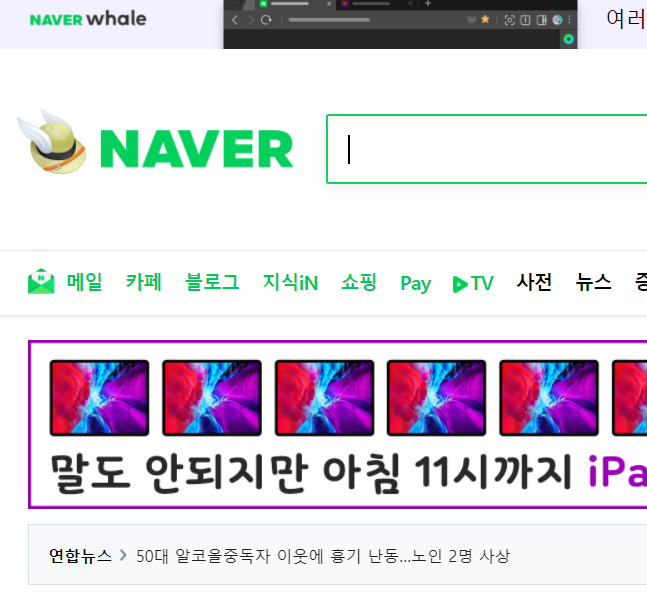 NAVER whale
여러
NAVER
메일 카페 블로그 지식iN 쇼핑 Pay TV 사전 뉴스
말도 안되지만 아침 11시까지 iPa
연합뉴스 > 50대 알코올중독자 이웃에 흉기 난동...노인 2명 사상